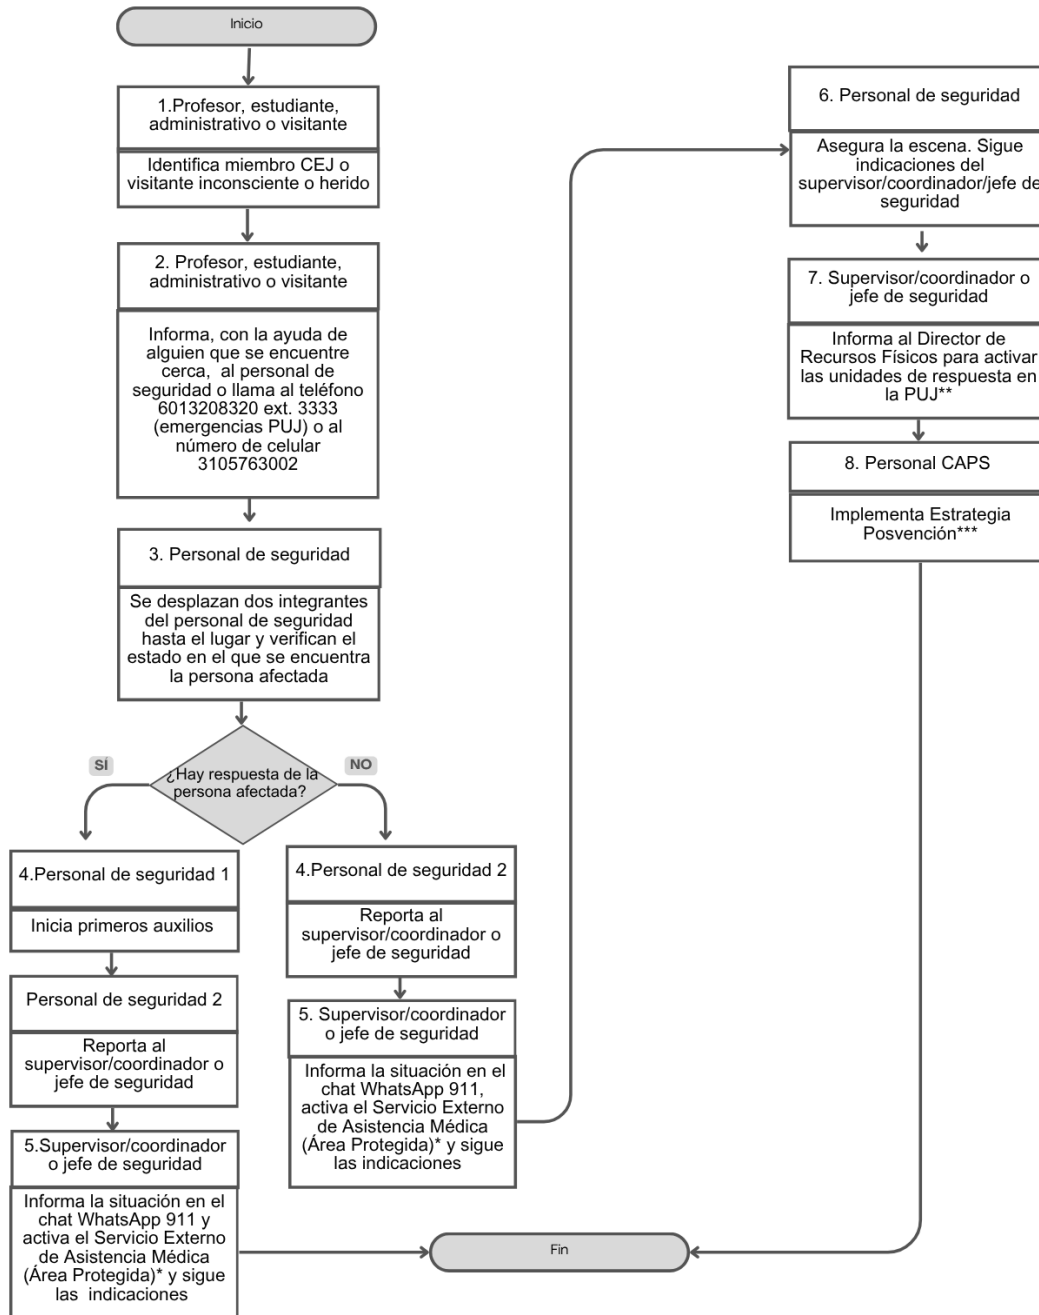 Inicio
1.Profesor, estudiante,
administrativo o visitante
Identifica miembro CEJ o
visitante inconsciente o herido
2. Profesor, estudiante,
administrativo o visitante
Informa, con la ayuda de
alguien que se encuentre
cerca, al personal de
seguridad o llama al teléfono
6013208320 ext. 3333
(emergencias PUJ) o al
número de celular
3105763002
3. Personal de seguridad
Se desplazan dos integrantes
del personal de seguridad
hasta el lugar y verifican el
estado en el que se encuentra
la persona afectada
¿Hay respuesta de la
persona afectada?
SÍ
NO
4.Personal de seguridad 1
Inicia primeros auxilios
Personal de seguridad 2
Reporta al
supervisor/coordinador o
jefe de seguridad
5.Supervisor/coordinador
o jefe de seguridad
Informa la situación en el
chat WhatsApp 911 y
activa el Servicio Externo
de Asistencia Médica
(Área Protegida)* y sigue
las indicaciones
4.Personal de seguridad 2
Reporta al
supervisor/coordinador o
jefe de seguridad
5. Supervisor/coordinador
o jefe de seguridad
Informa la situación en el
chat WhatsApp 911,
activa el Servicio Externo
de Asistencia Médica
(Área Protegida)* y sigue
las indicaciones
6. Personal de seguridad
Asegura la escena. Sigue
indicaciones del
supervisor/coordinador/jefe de
seguridad
7. Supervisor/coordinador o
jefe de seguridad
Informa al Director de
Recursos Físicos para activar
las unidades de respuesta en
la PUJ**
8. Personal CAPS
Implementa Estrategia
Posvención***
Fin